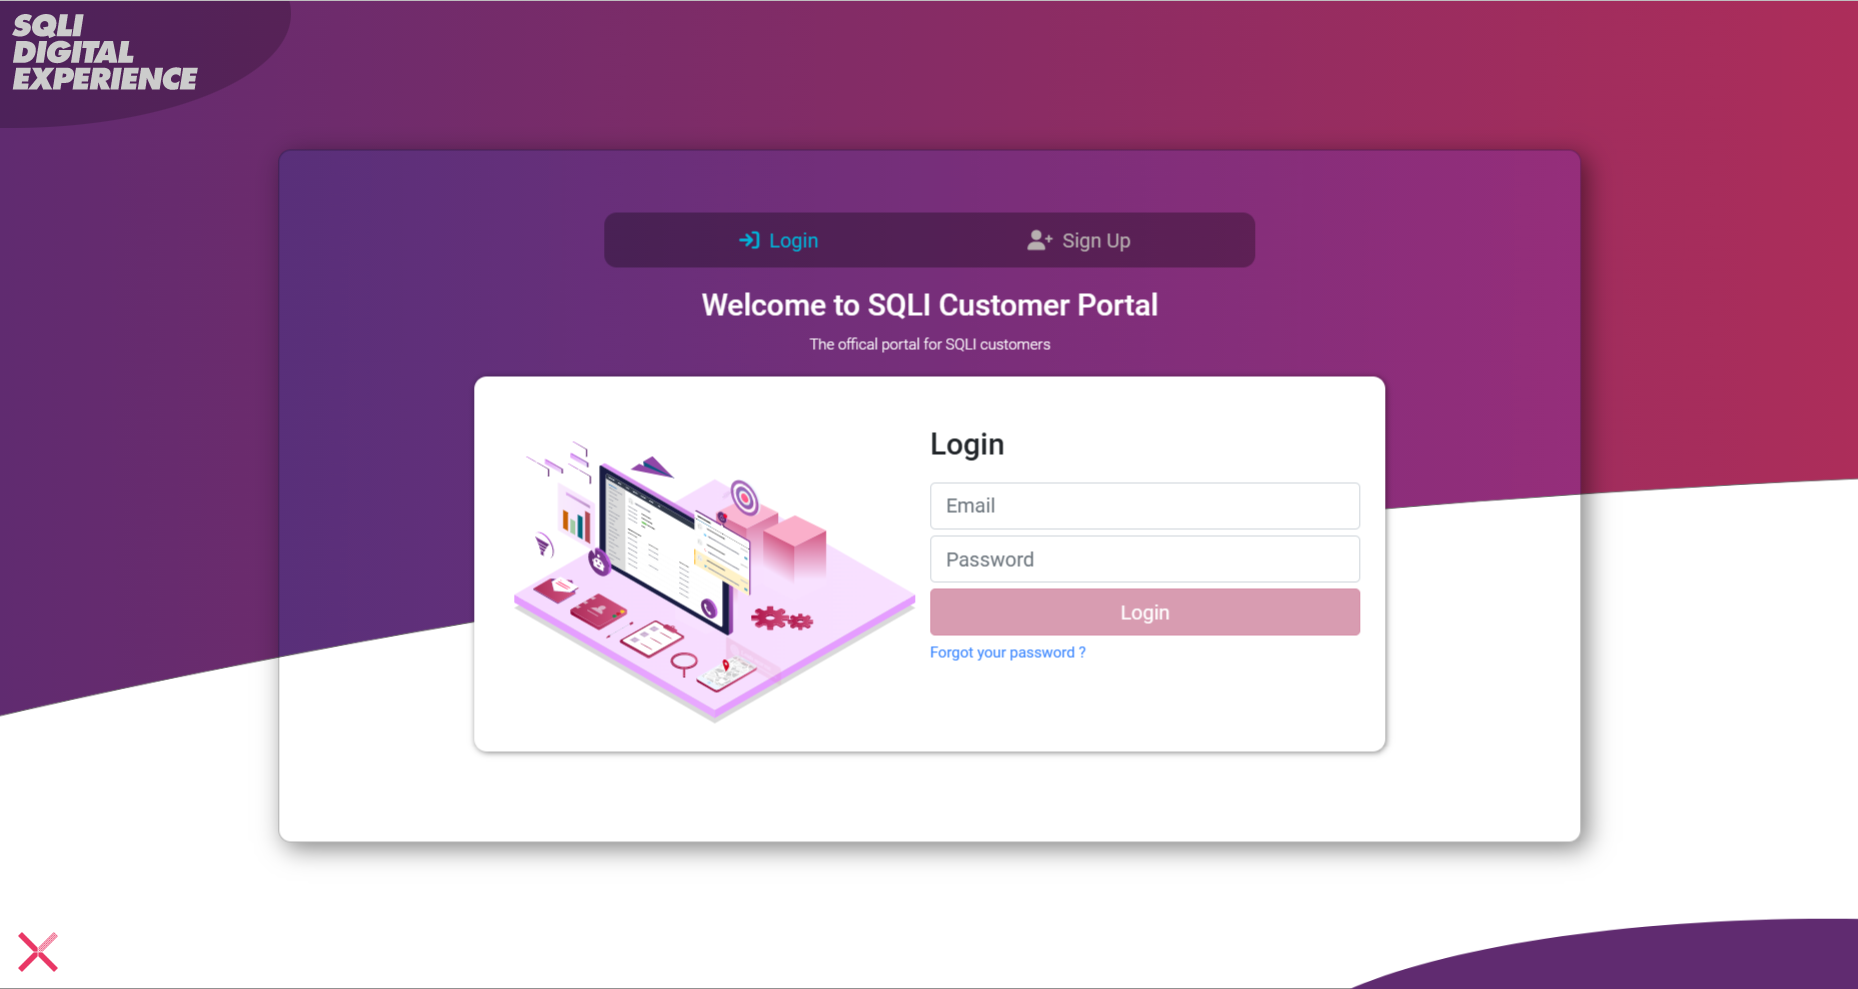 SQLI
DIGITAL
EXPERIENCE
Login
Sign Up
Welcome to SQLI Customer Portal
The offical portal for SQLI customers
Login
Email
Password
Login
Forgot your password ?